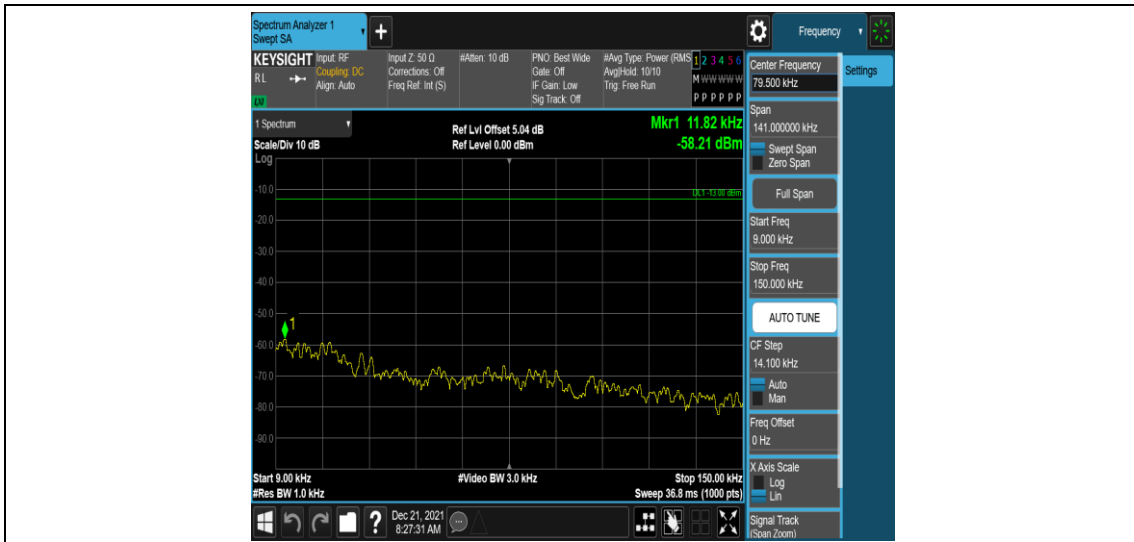 Spectrum Analyzer 1
Swept SA
+
Frequency
KEYSIGHT
RL
LXI
Input: RF
Coupling: DC
Align: Auto
Input Z: 50 Ω
Corrections: Off
Freq Ref: Int (S)
#Atten: 10 dB
PNO: Best Wide
Gate: Off
IF Gain: Low
Sig Track: Off
#Avg Type: Power (RMS
Avg|Hold: 10/10
Trig: Free Run
1 2 3 4 5 6
M W W W W W
P P P P P P
1 Spectrum
Scale/Div 10 dB
Log
Ref Lvl Offset 5.04 dB
Ref Level 0.00 dBm
Mkr1 11.82 kHz
-58.21 dBm
DL1 -13.00 dBm
-10.0
-20.0
-30.0
-40.0
-50.0
-60.0
-70.0
-80.0
-90.0
1
Start 9.00 kHz
#Res BW 1.0 kHz
#Video BW 3.0 kHz
Stop 150.00 kHz
Sweep 36.8 ms (1000 pts)
Center Frequency
79.500 kHz
Settings
Span
141.000000 kHz
Swept Span
Zero Span
Full Span
Start Freq
9.000 kHz
Stop Freq
150.000 kHz
AUTO TUNE
CF Step
14.100 kHz
Auto
Man
Freq Offset
0 Hz
X Axis Scale
Log
Lin
Signal Track
(Span Zoom)
?
Dec 21, 2021
8:27:31 AM